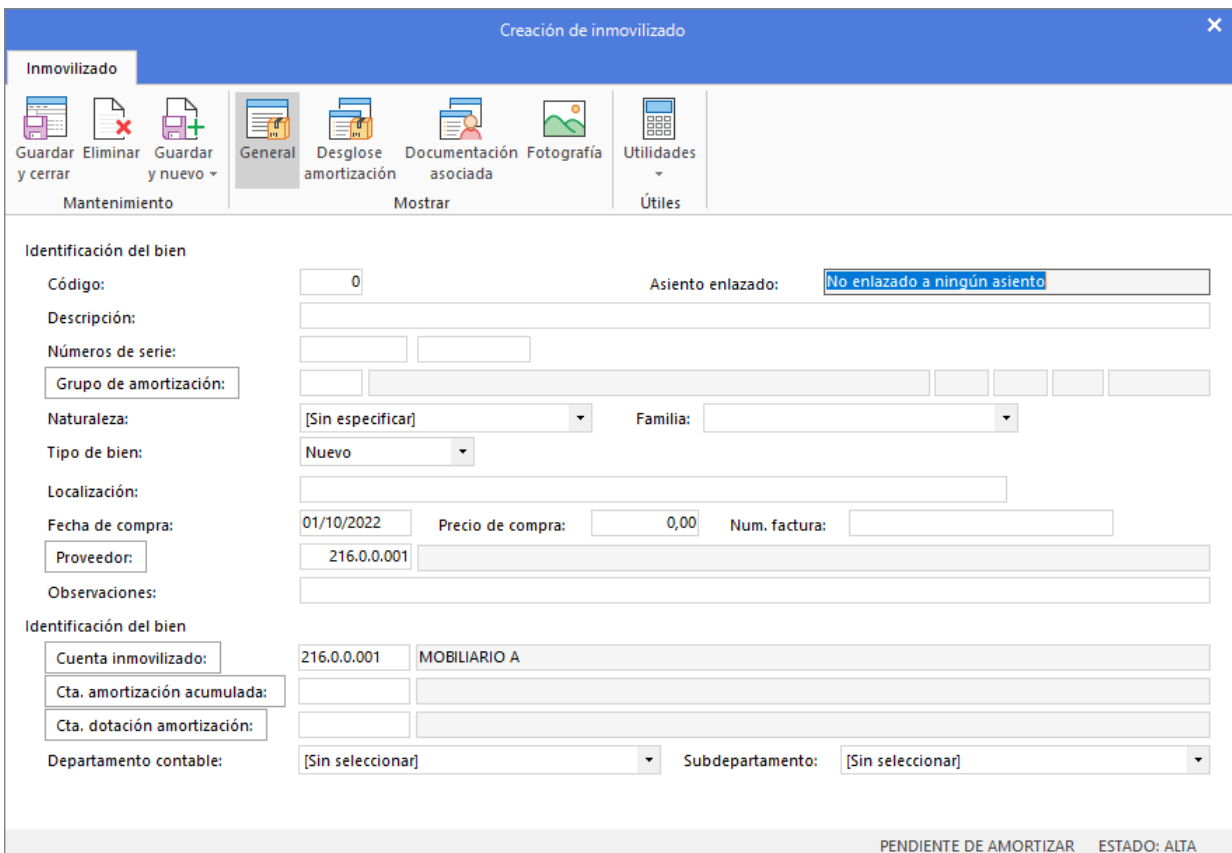 Creación de inmovilizado
Inmovilizado
Guardar y cerrar
Eliminar
Guardar y nuevo
General
Desglose amortización
Documentación asociada
Fotografía
Utilidades
Mantenimiento
Mostrar
Útiles
Identificación del bien
Código: 0 Asiento enlazado: No enlazado a ningún asiento
Descripción:
Números de serie:
Grupo de amortización:
Naturaleza: [Sin especificar] Familia:
Tipo de bien: Nuevo
Localización:
Fecha de compra: 01/10/2022 Precio de compra: 0,00 Num. factura:
Proveedor: 216.0.0.001
Observaciones:
Identificación del bien
Cuenta inmovilizado: 216.0.0.001 MOBILIARIO A
Cta. amortización acumulada:
Cta. dotación amortización:
Departamento contable: [Sin seleccionar] Subdepartamento: [Sin seleccionar]
PENDIENTE DE AMORTIZAR ESTADO: ALTA